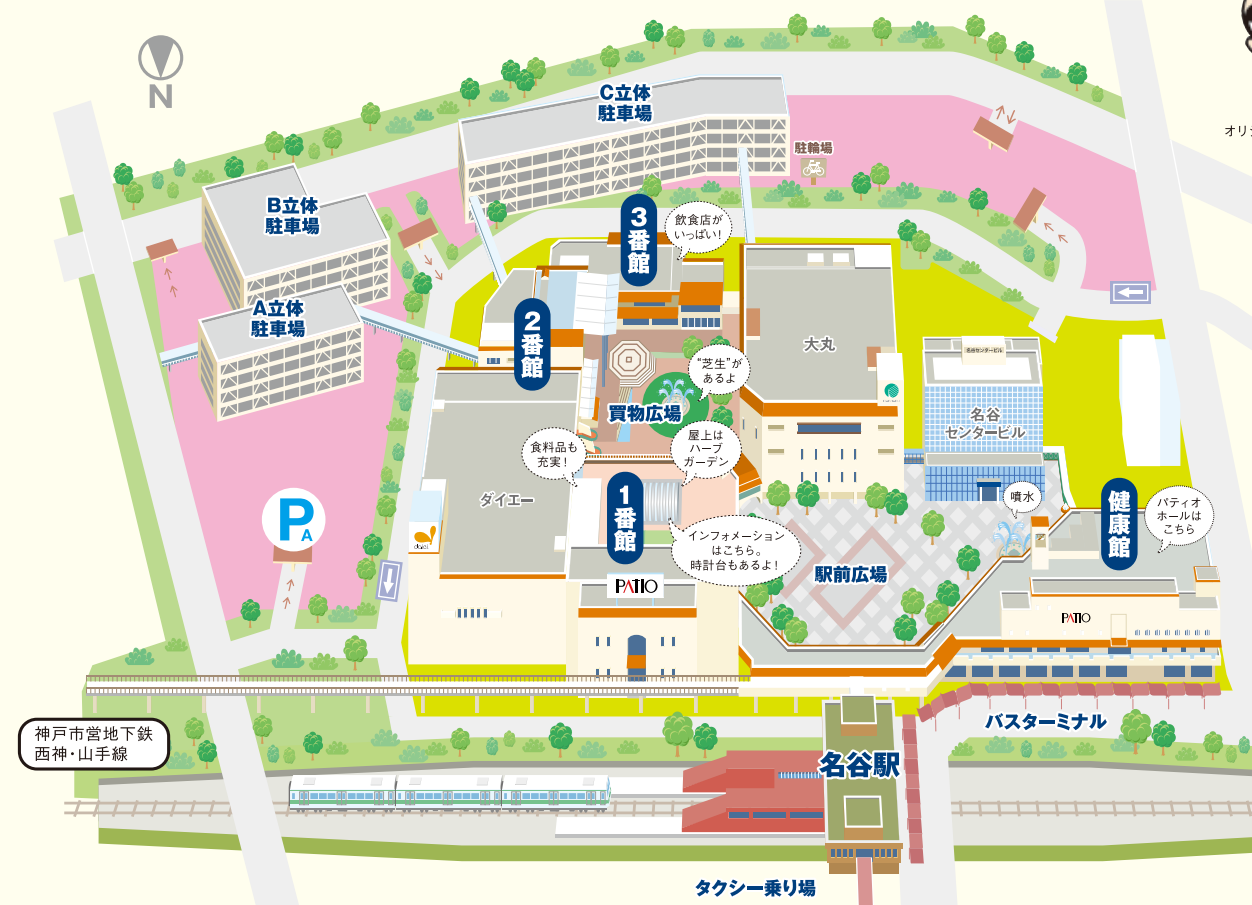 N
オリジ
C立体
駐車場
駐輪場
B立体
駐車場
3番館
飲食店が
いっぱい!
A立体
駐車場
2番館
大丸
名谷センタービル
“芝生”が
あるよ
買物広場
名谷
センタービル
屋上は
ハーブ
ガーデン
食料品も
充実!
ダイエー
1番館
噴水
健康館
パティオ
ホールは
こちら
P
A
インフォメーション
はこちら。
時計台もあるよ!
駅前広場
PATIO
PATIO
バスターミナル
神戸市営地下鉄
西神・山手線
名谷駅
タクシー乗り場